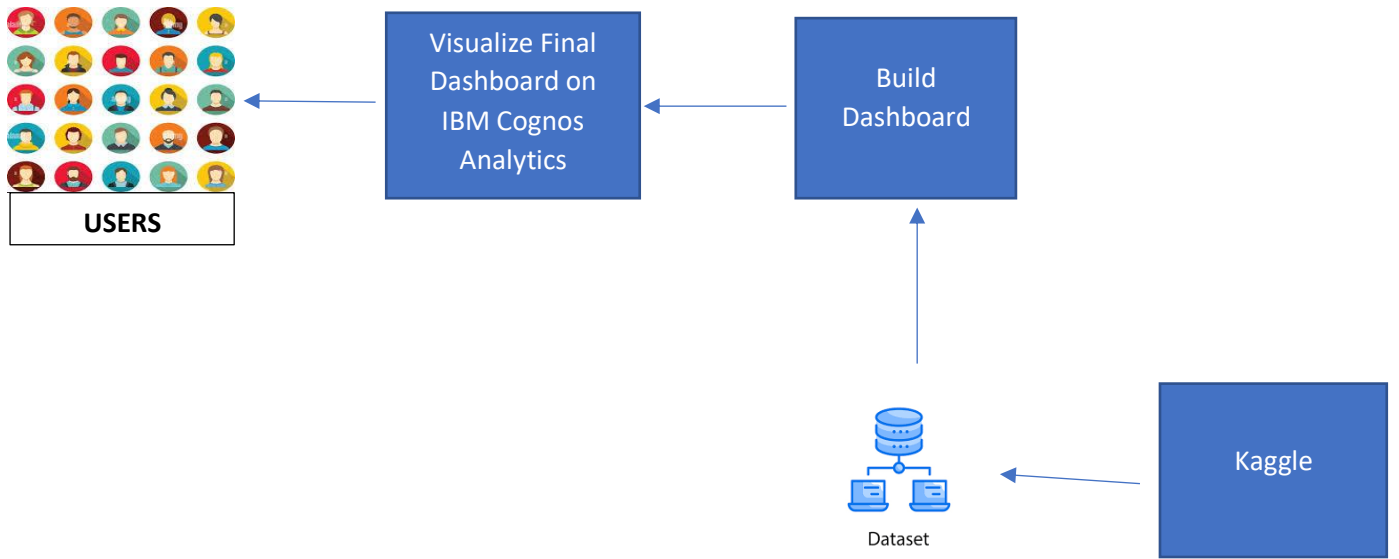 Visualize Final
Dashboard on
IBM Cognos
Analytics
Build
Dashboard
USERS
Kaggle
Dataset